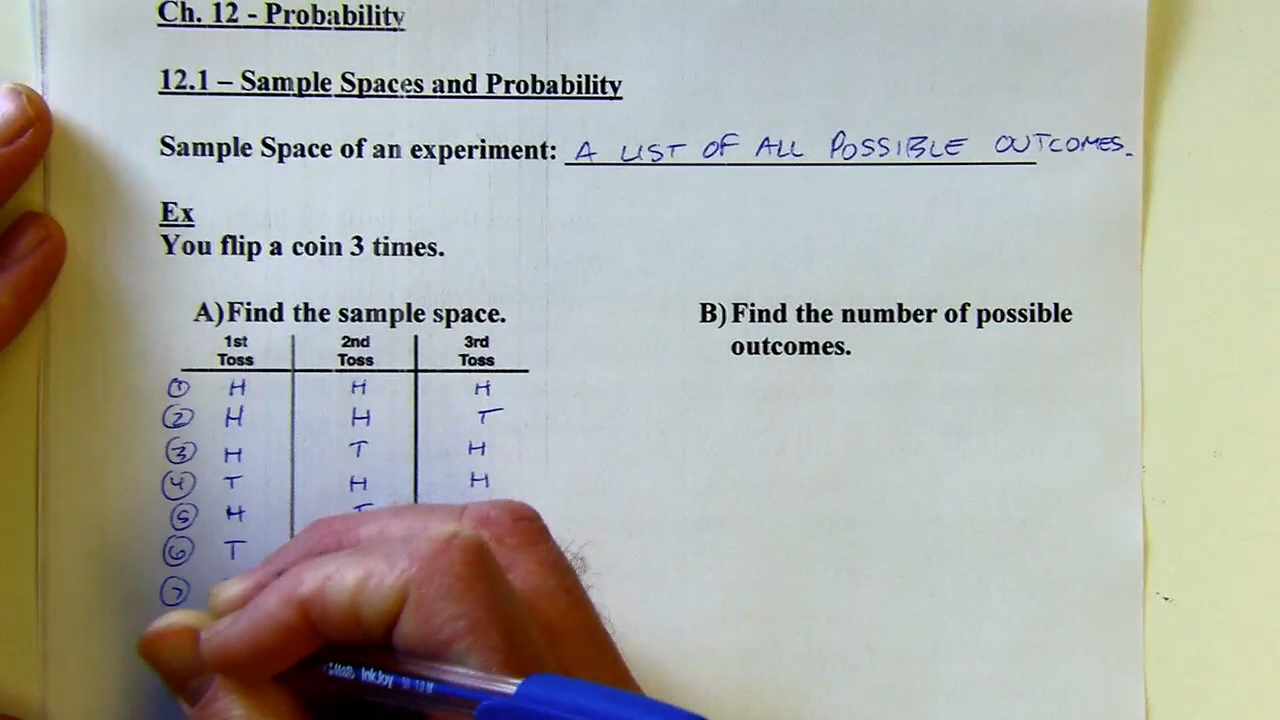 Ch. 12 - Probability
12.1 – Sample Spaces and Probability
Sample Space of an experiment: A LIST OF ALL POSSIBLE OUTCOMES.
Ex
You flip a coin 3 times.
A) Find the sample space.
1st Toss 2nd Toss 3rd Toss
1 H H H
2 H H T
3 H T H
4 T H H
5 H T
6 T
7
B) Find the number of possible
outcomes.
InkJoy